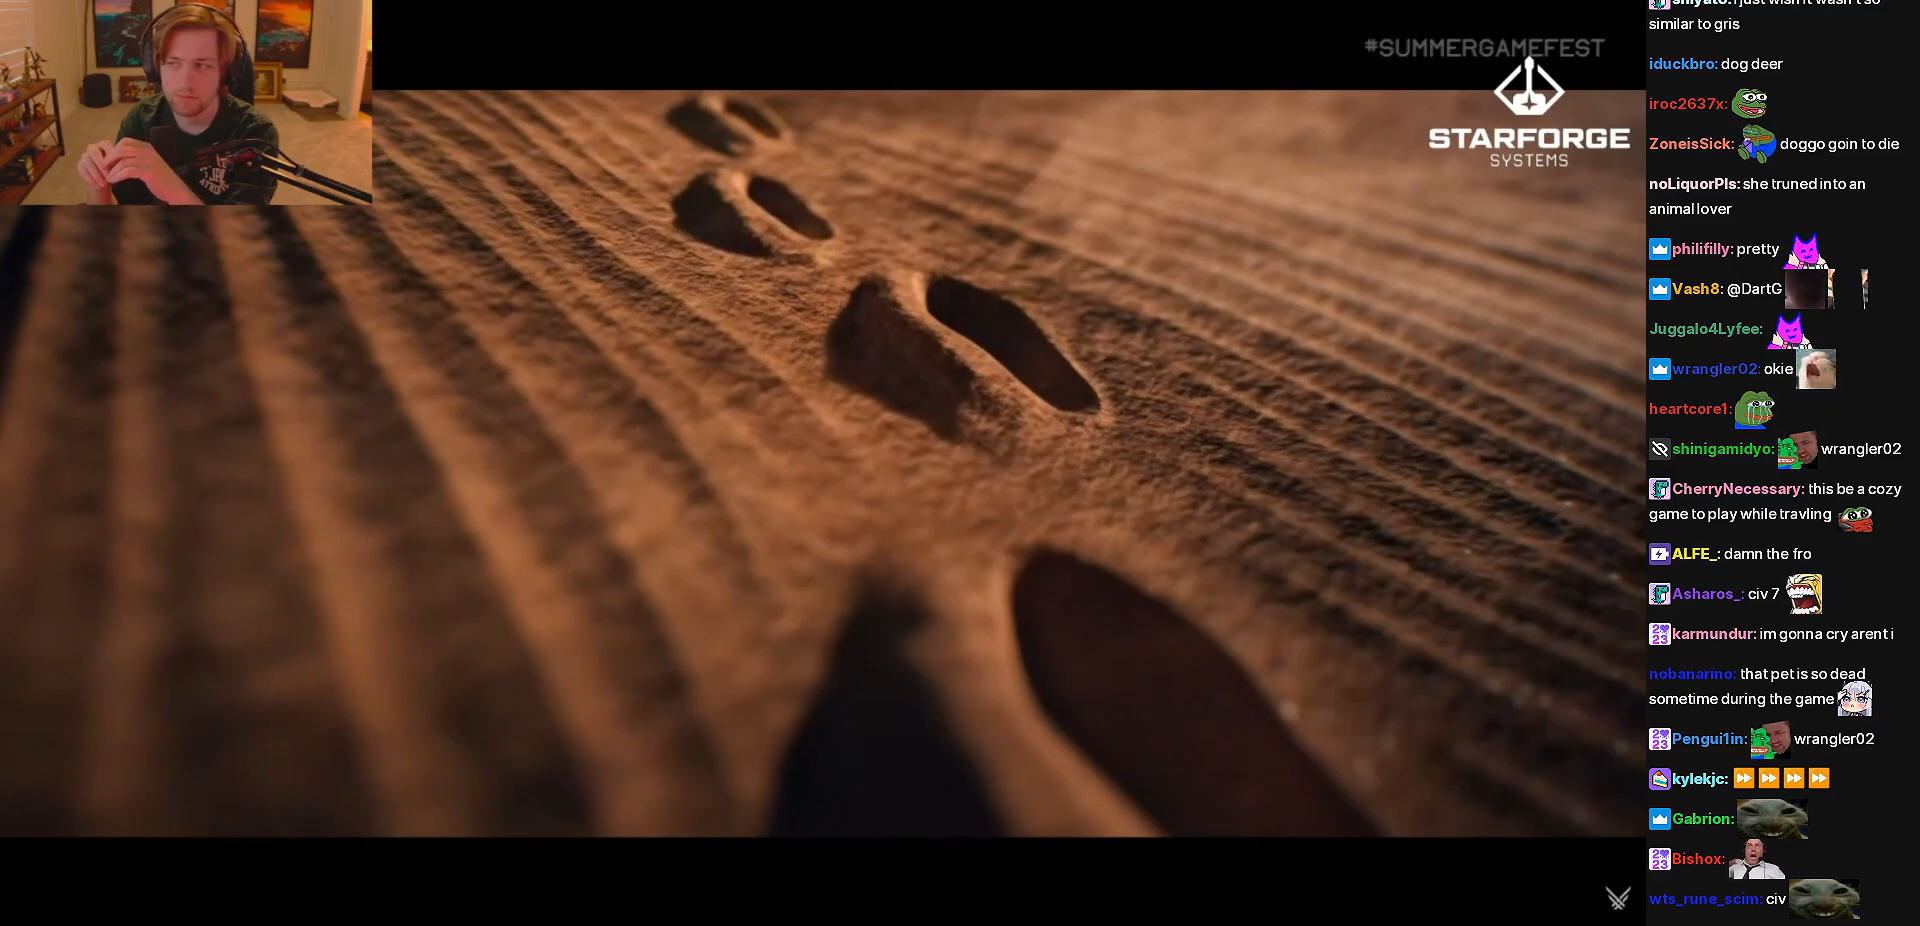 #SUMMERGAMEFEST
STARFORGE
SYSTEMS
similar to gris
iduckbro: dog deer
iroc2637x:
ZoneisSick: doggo goin to die
noLiquorPls: she truned into an
animal lover
philifilly: pretty
Vash8: @DartG
Juggalo4Lyfee:
wrangler02: okie
heartcore1:
shinigamidyo: wrangler02
CherryNecessary: this be a cozy
game to play while travling
ALFE_: damn the fro
Asharos_: civ 7
karmundur: im gonna cry arent i
nobanarino: that pet is so dead
sometime during the game
Pengui1in: wrangler02
kylekjc:
Gabrion:
Bishox:
wts_rune_scim: civ